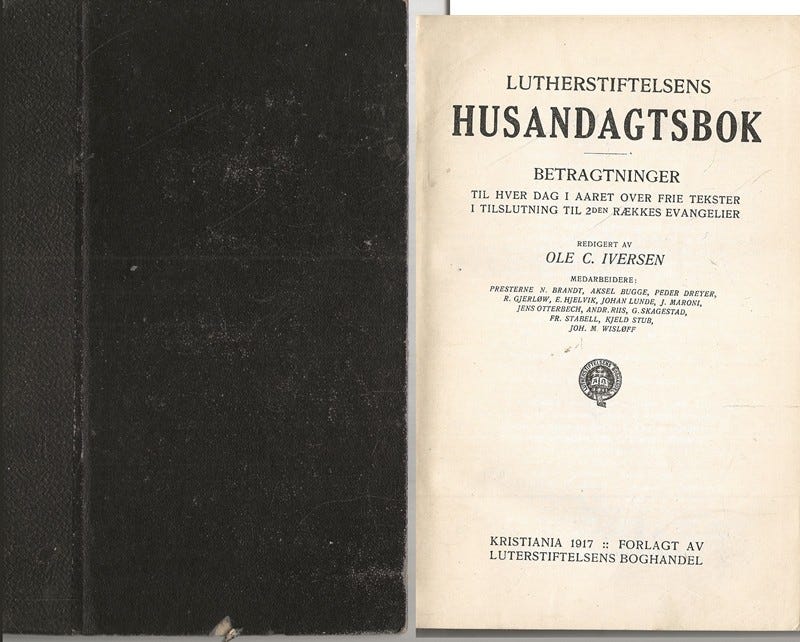 LUTHERSTIFTELSENS
HUSANDAGTSBOK
BETRAGTNINGER
TIL HVER DAG I AARET OVER FRIE TEKSTER
I TILSLUTNING TIL 2DEN RÆKKES EVANGELIER
REDIGERT AV
OLE C. IVERSEN
MEDARBEIDERE:
PRESTERNE N. BRANDT, AKSEL BUGGE, PEDER DREYER,
R. GJERLØW, E. HJELVIK, JOHAN LUNDE, J. MARONI,
JENS OTTERBECH, ANDR. RIIS, G. SKAGESTAD,
FR. STABELL, KJELD STUB,
JOH. M. WISLØFF
KRISTIANIA 1917 :: FORLAGT AV
LUTERSTIFTELSENS BOGHANDEL